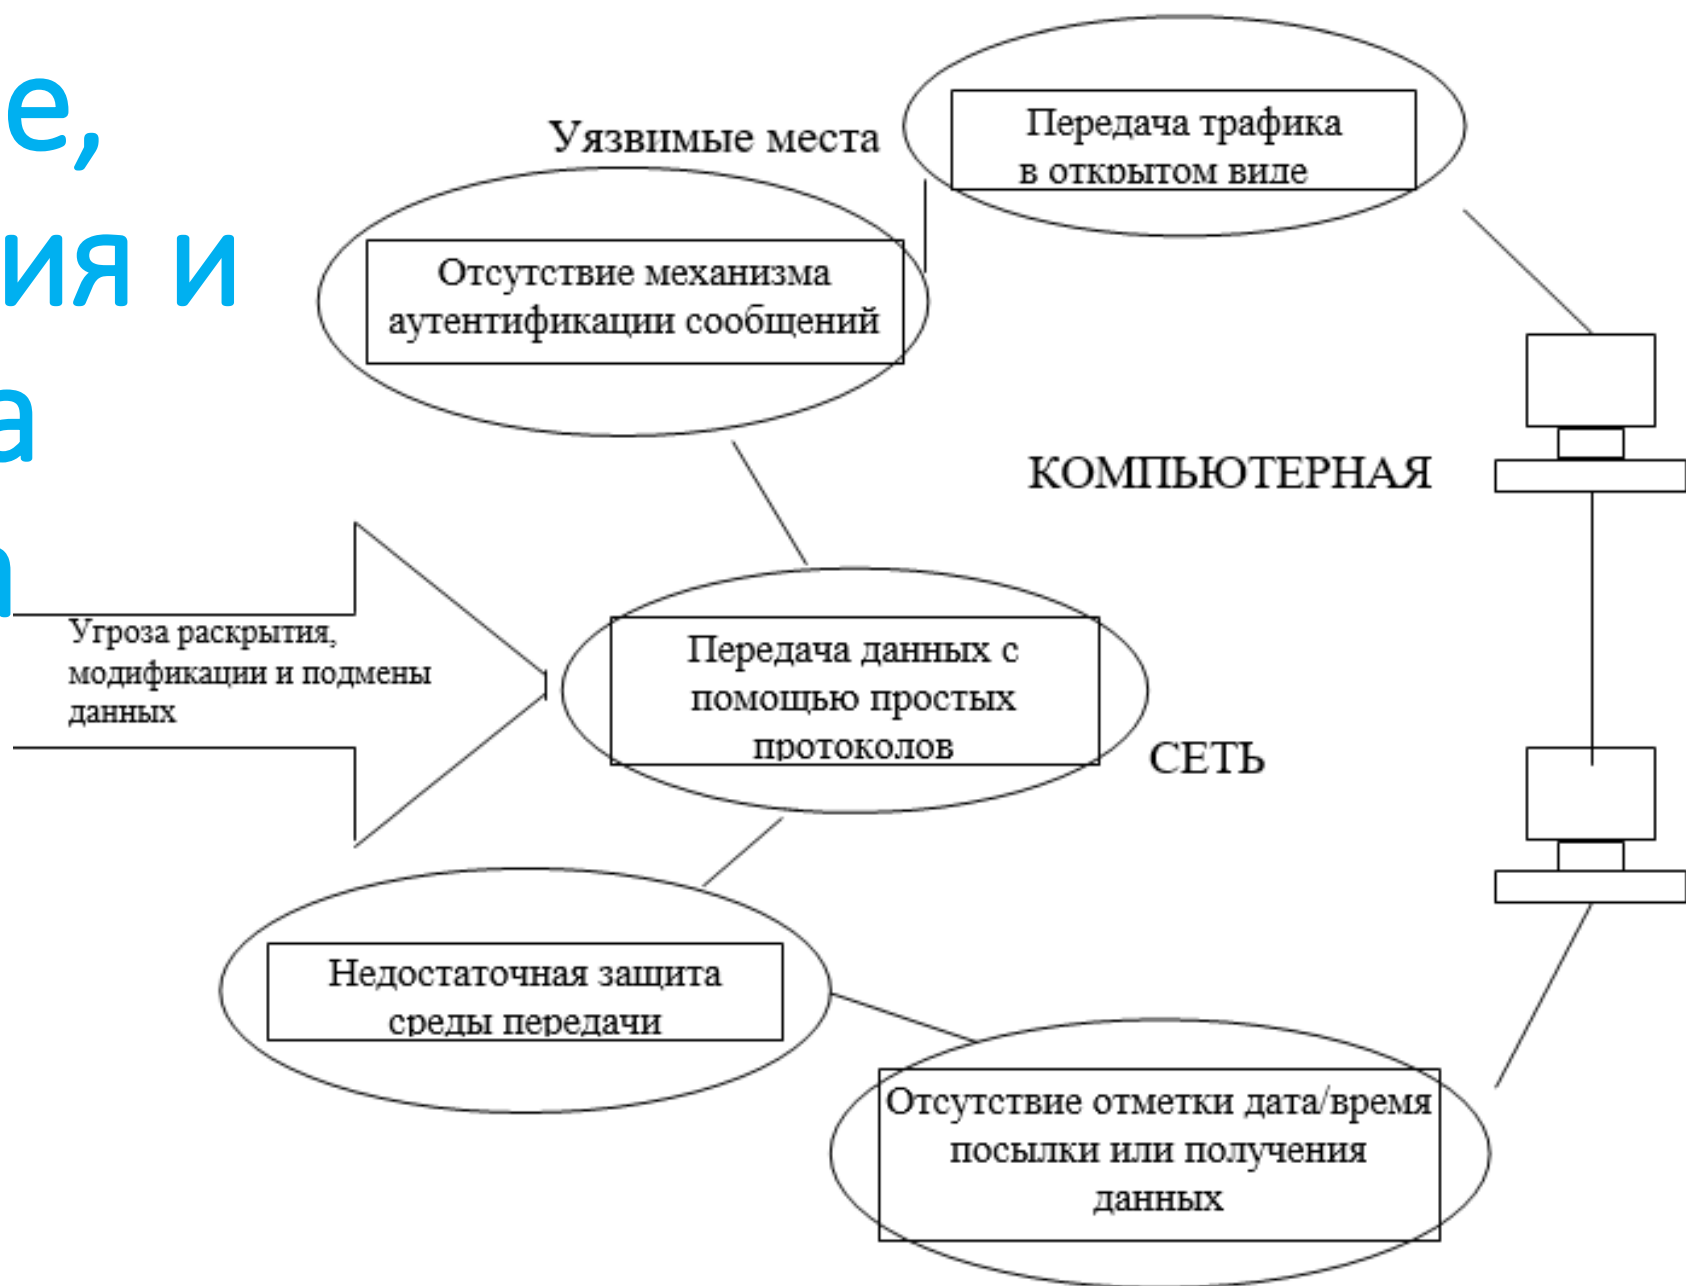 е,
ия и
а
Уязвимые места
Передача трафика
в открытом виде
Отсутствие механизма
аутентификации сообщений
КОМПЬЮТЕРНАЯ
Угроза раскрытия,
модификации и подмены
данных
Передача данных с
помощью простых
протоколов
СЕТЬ
Недостаточная защита
среды передачи
Отсутствие отметки дата/время
посылки или получения
данных